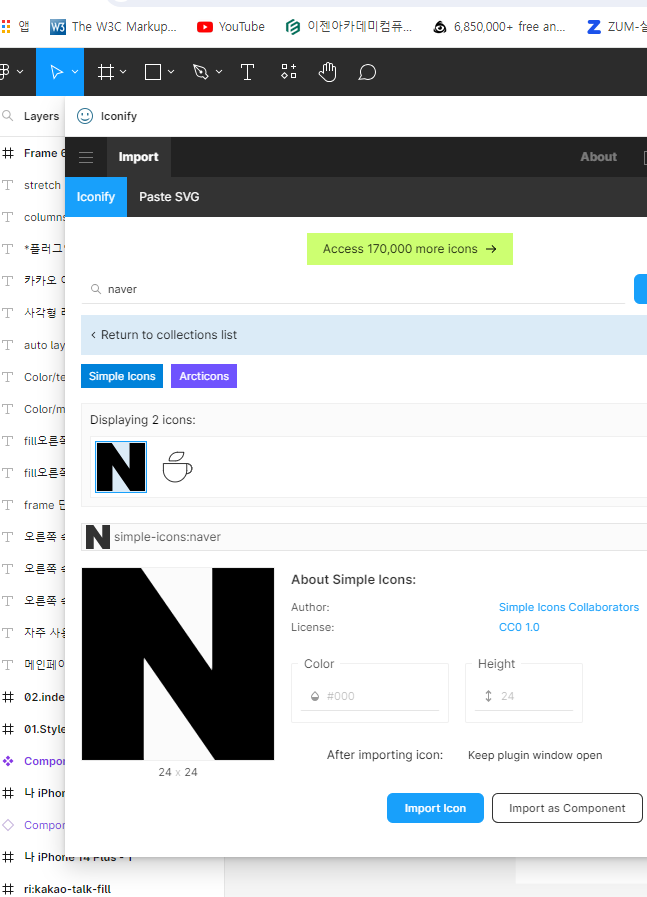 앱
The W3C Markup...
YouTube
이젠아카데미컴퓨...
6,850,000+ free an...
ZUM-실
Layers
Iconify
Import
About
Iconify
Paste SVG
Access 170,000 more icons →
naver
‹ Return to collections list
Simple Icons
Arcticons
Displaying 2 icons:
simple-icons:naver
About Simple Icons:
Author:
Simple Icons Collaborators
License:
CC0 1.0
Color
#000
Height
24
24 x 24
After importing icon:
Keep plugin window open
Import Icon
Import as Component
Frame 6
stretch
columns
*플러그
카카오
사각형
auto lay
Color/te
Color/m
fill오른쪽
fill오른쪽
frame
오른쪽
오른쪽
오른쪽
자주 사용
메인페이
02.inde
01.Style
Compor
나 iPhon
Compor
나 iPhone 14 Plus - 1
ri:kakao-talk-fill